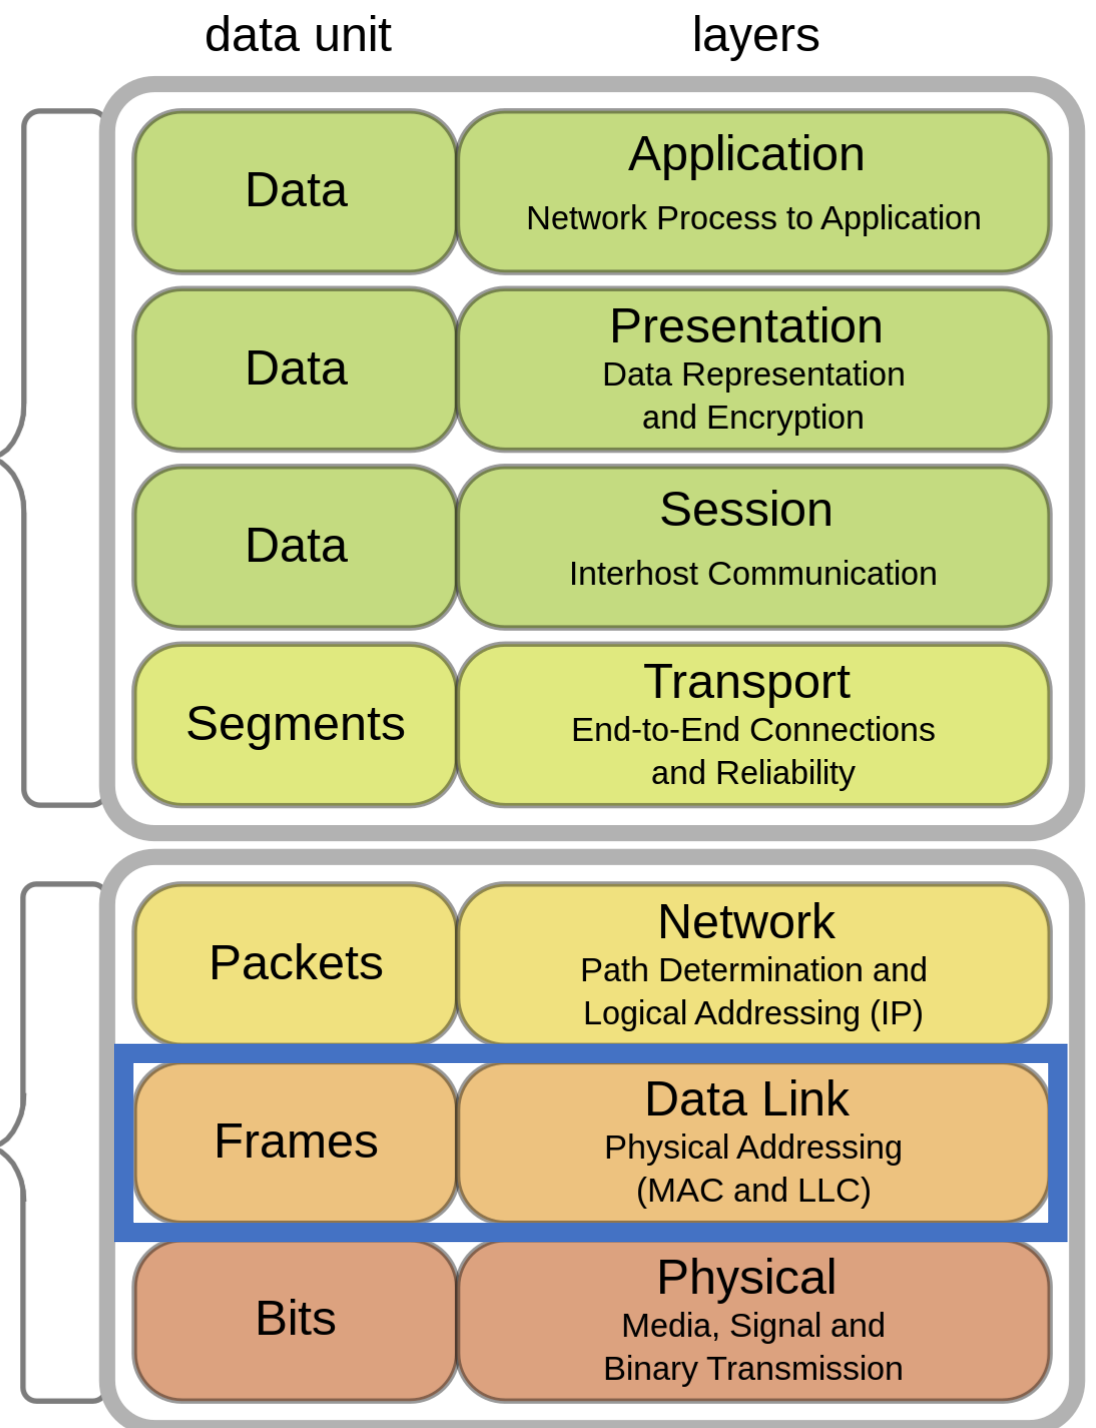 data unit layers
Data
Application
Network Process to Application
Data
Presentation
Data Representation
and Encryption
Data
Session
Interhost Communication
Segments
Transport
End-to-End Connections
and Reliability
Packets
Network
Path Determination and
Logical Addressing (IP)
Frames
Data Link
Physical Addressing
(MAC and LLC)
Bits
Physical
Media, Signal and
Binary Transmission